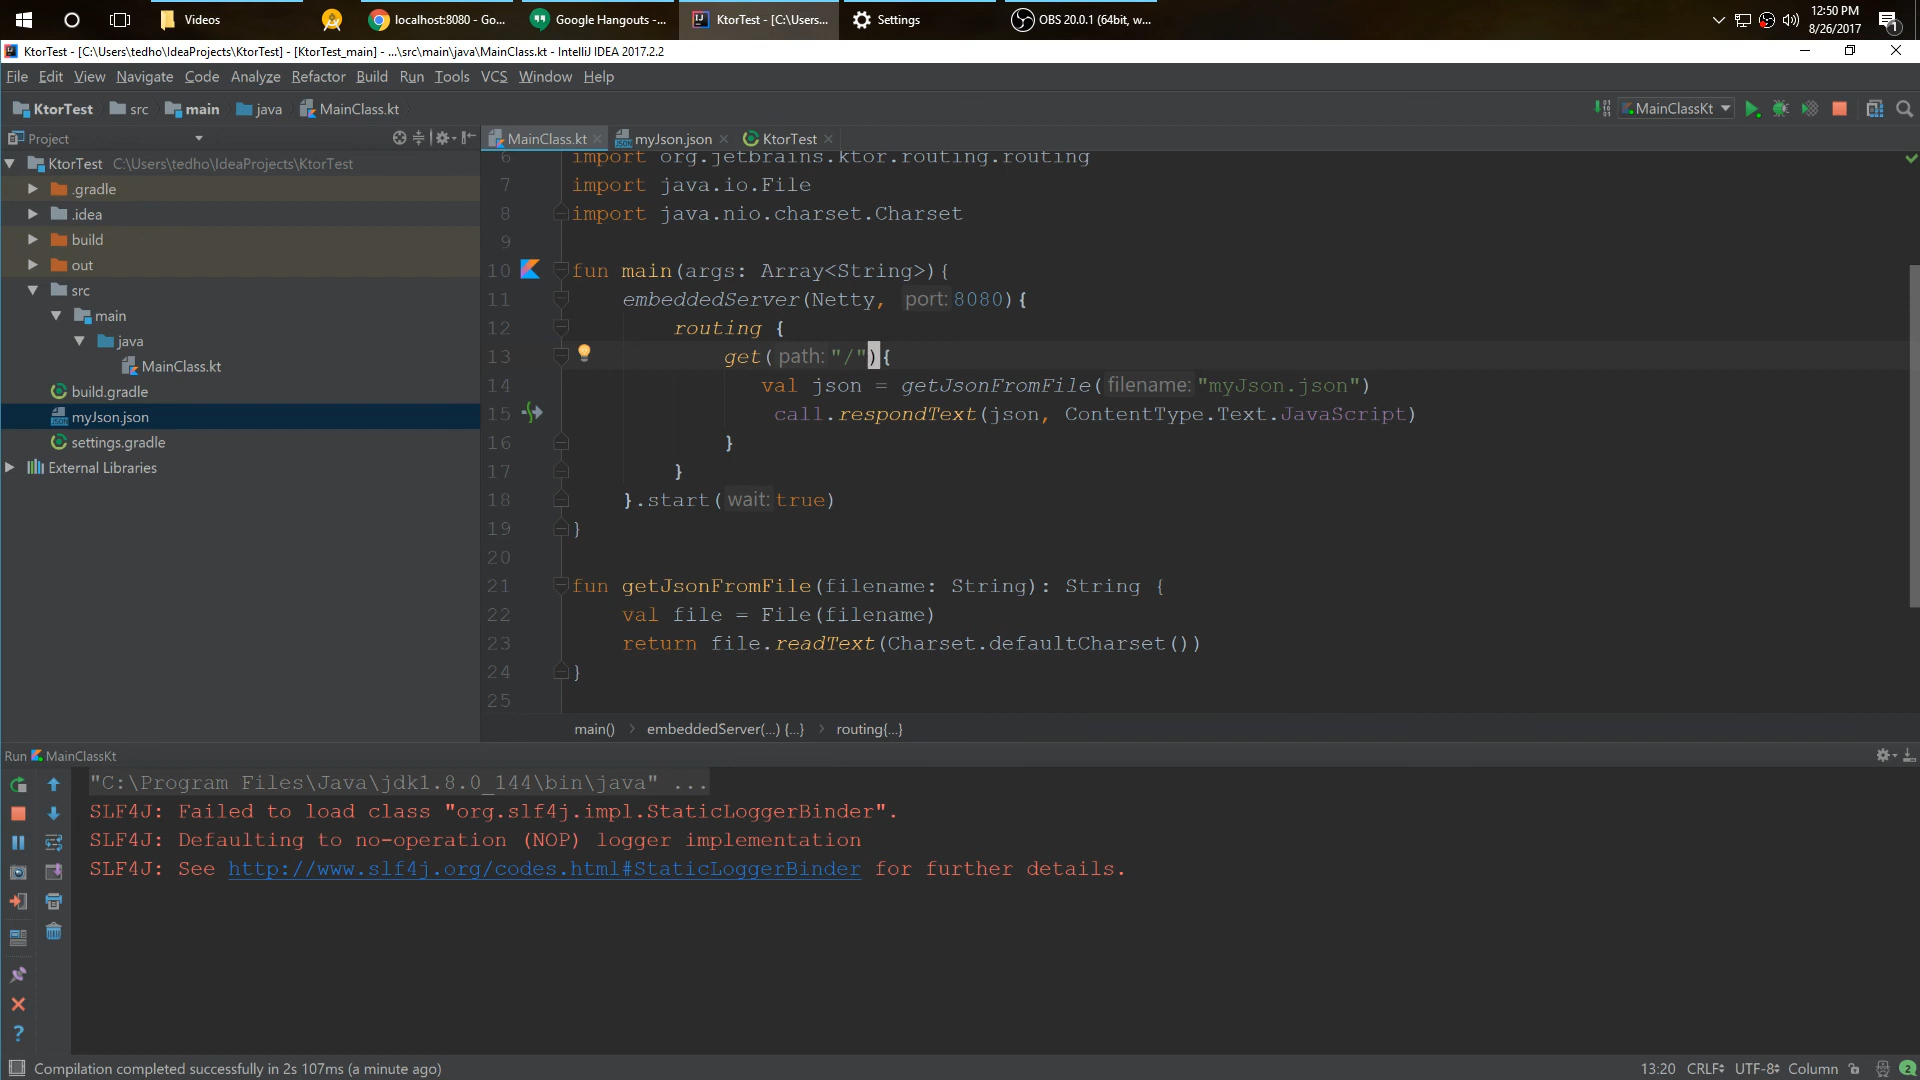 Videos
localhost:8080 - Go...
Google Hangouts -...
KtorTest - [C:\Users...
Settings
OBS 20.0.1 (64bit, w...
12:50 PM
8/26/2017
1
KtorTest - [C:\Users\tedho\IdeaProjects\KtorTest] - [KtorTest_main] - ...\src\main\java\MainClass.kt - IntelliJ IDEA 2017.2.2
File Edit View Navigate Code Analyze Refactor Build Run Tools VCS Window Help
KtorTest src main java MainClass.kt
MainClassKt
Project
MainClass.kt myJson.json KtorTest
KtorTest C:\Users\tedho\IdeaProjects\KtorTest
.gradle
.idea
build
out
src
main
java
MainClass.kt
build.gradle
myJson.json
settings.gradle
External Libraries
6 import org.jetbrains.ktor.routing.routing
7 import java.io.File
8 import java.nio.charset.Charset
9
10 fun main(args: Array<String>){
11 embeddedServer(Netty, port: 8080){
12 routing {
13 get( path: "/"){
14 val json = getJsonFromFile( filename: "myJson.json")
15 call.respondText(json, ContentType.Text.JavaScript)
16 }
17 }
18 }.start( wait: true)
19 }
20
21 fun getJsonFromFile(filename: String): String {
22 val file = File(filename)
23 return file.readText(Charset.defaultCharset())
24 }
25
main() embeddedServer(...) {...} routing{...}
Run MainClassKt
"C:\Program Files\Java\jdk1.8.0_144\bin\java" ...
SLF4J: Failed to load class "org.slf4j.impl.StaticLoggerBinder".
SLF4J: Defaulting to no-operation (NOP) logger implementation
SLF4J: See http://www.slf4j.org/codes.html#StaticLoggerBinder for further details.
Compilation completed successfully in 2s 107ms (a minute ago)
13:20 CRLF UTF-8 Column 2